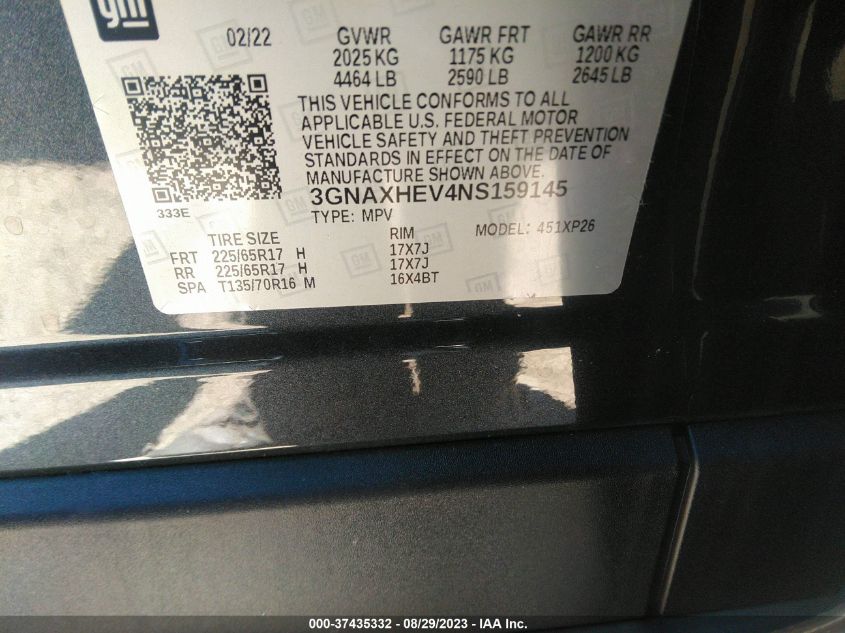 gm
02/22 GVWR GAWR FRT GAWR RR
2025 KG 1175 KG 1200 KG
4464 LB 2590 LB 2645 LB
THIS VEHICLE CONFORMS TO ALL
APPLICABLE U.S. FEDERAL MOTOR
VEHICLE SAFETY AND THEFT PREVENTION
STANDARDS IN EFFECT ON THE DATE OF
MANUFACTURE SHOWN ABOVE.
333E 3GNAXHEV4NS159145
TYPE: MPV MODEL: 451XP26
TIRE SIZE RIM
FRT 225/65R17 H 17X7J
RR 225/65R17 H 17X7J
SPA T135/70R16 M 16X4BT
000-37435332 - 08/29/2023 - IAA Inc.